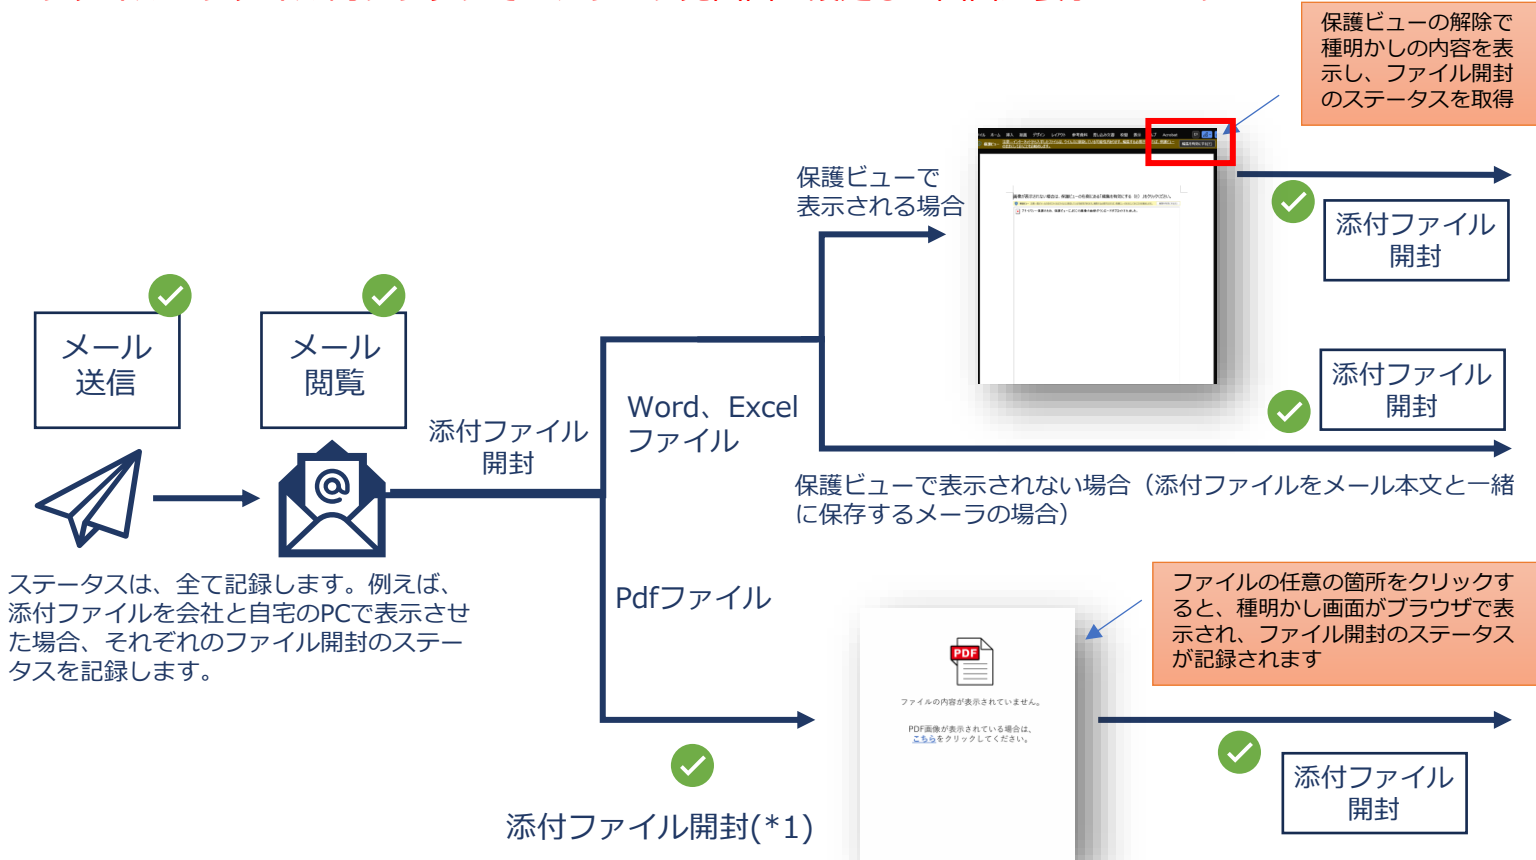 保護ビューの解除で
種明かしの内容を表
示し、ファイル開封
のステータスを取得
保護ビューで
表示される場合
添付ファイル
開封
メール
送信
メール
閲覧
添付ファイル
開封
Word、Excel
ファイル
添付ファイル
開封
保護ビューで表示されない場合（添付ファイルをメール本文と一緒
に保存するメーラの場合）
ステータスは、全て記録します。例えば、
添付ファイルを会社と自宅のPCで表示させ
た場合、それぞれのファイル開封のステー
タスを記録します。
Pdfファイル
ファイルの任意の箇所をクリックす
ると、種明かし画面がブラウザで表
示され、ファイル開封のステータス
が記録されます
PDF
ファイルの内容が表示されていません。
PDF画像が表示されている場合は、
こちらをクリックしてください。
添付ファイル
開封
添付ファイル開封(*1)